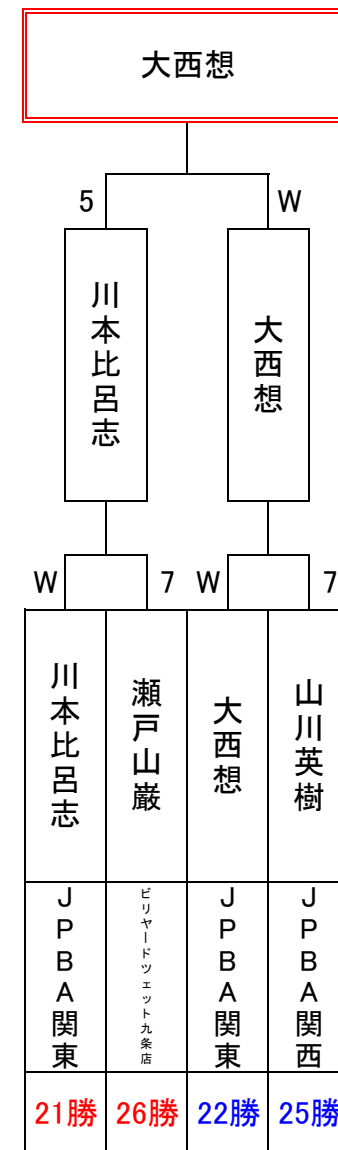 大西想
5
W
川本比呂志
大西想
W
7
W
7
川本比呂志
瀬戸山巌
大西想
山川英樹
JPBA関東
ビリヤードツェット九条店
JPBA関東
JPBA関西
21勝
26勝
22勝
25勝